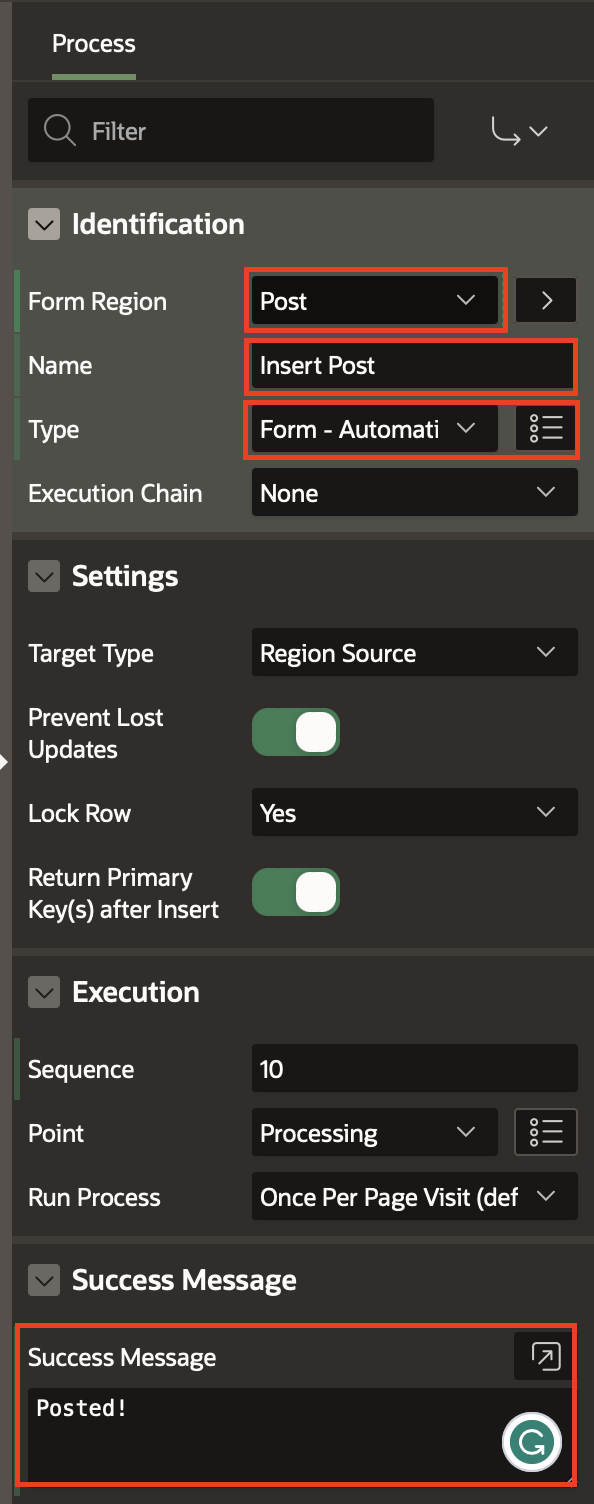 Process
Filter
Identification
Form Region Post
Name Insert Post
Type Form - Automati
Execution Chain None
Settings
Target Type Region Source
Prevent Lost
Updates
Lock Row Yes
Return Primary
Key(s) after Insert
Execution
Sequence 10
Point Processing
Run Process Once Per Page Visit (def
Success Message
Success Message
Posted!